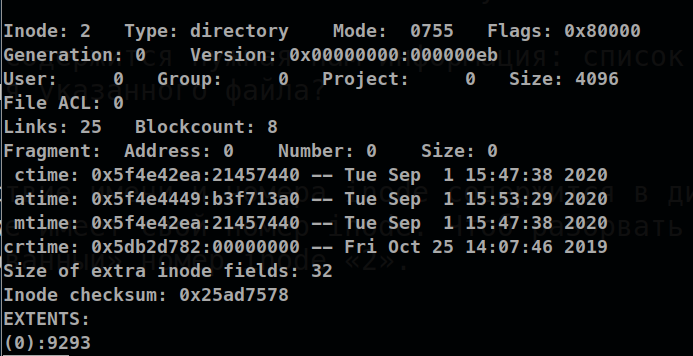 Inode: 2   Type: directory    Mode:  0755   Flags: 0x80000
Generation: 0    Version: 0x00000000:000000eb
User:     0   Group:     0   Project:     0   Size: 4096
File ACL: 0
Links: 25   Blockcount: 8
Fragment:  Address: 0    Number: 0    Size: 0
 ctime: 0x5f4e42ea:21457440 -- Tue Sep  1 15:47:38 2020
 atime: 0x5f4e4449:b3f713a0 -- Tue Sep  1 15:53:29 2020
 mtime: 0x5f4e42ea:21457440 -- Tue Sep  1 15:47:38 2020
crtime: 0x5db2d782:00000000 -- Fri Oct 25 14:07:46 2019
Size of extra inode fields: 32
Inode checksum: 0x25ad7578
EXTENTS:
(0):9293